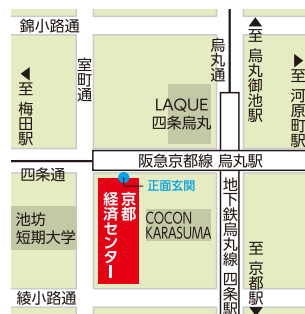 錦小路通
室町通
烏丸通
至 烏丸御池駅
至 河原町駅
至 梅田駅
LAQUE
四条烏丸
阪急京都線 烏丸駅
四条通
正面玄関
京都
経済センター
池坊
短期大学
COCON
KARASUMA
地下鉄烏丸線 四条駅
至 京都駅
綾小路通